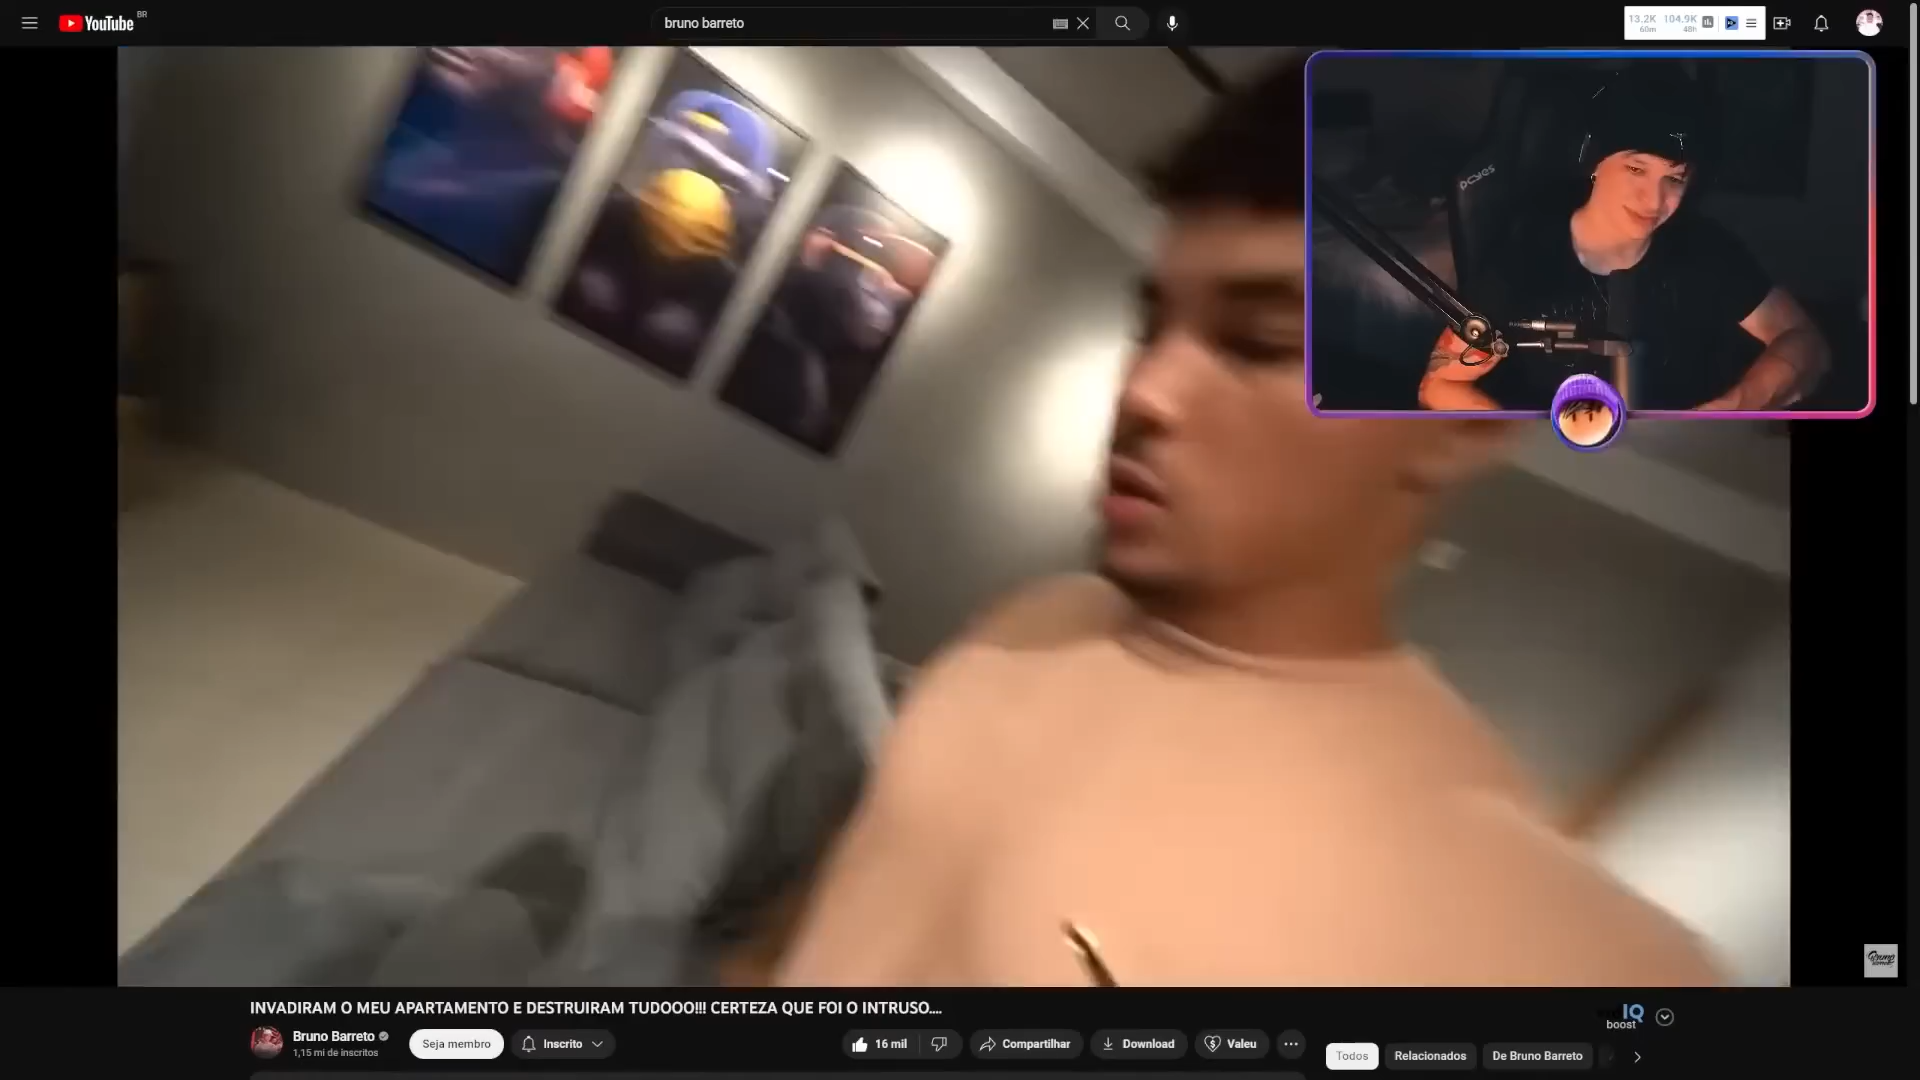 YouTube BR
bruno barreto
13.2K 104.9K
60m 48h
pcyes
INVADIRAM O MEU APARTAMENTO E DESTRUIRAM TUDOOO!!! CERTEZA QUE FOI O INTRUSO....
IQ
boost
Bruno Barreto
1,15 mi de inscritos
Seja membro
Inscrito
16 mil
Compartilhar
Download
Valeu
Todos
Relacionados
De Bruno Barreto